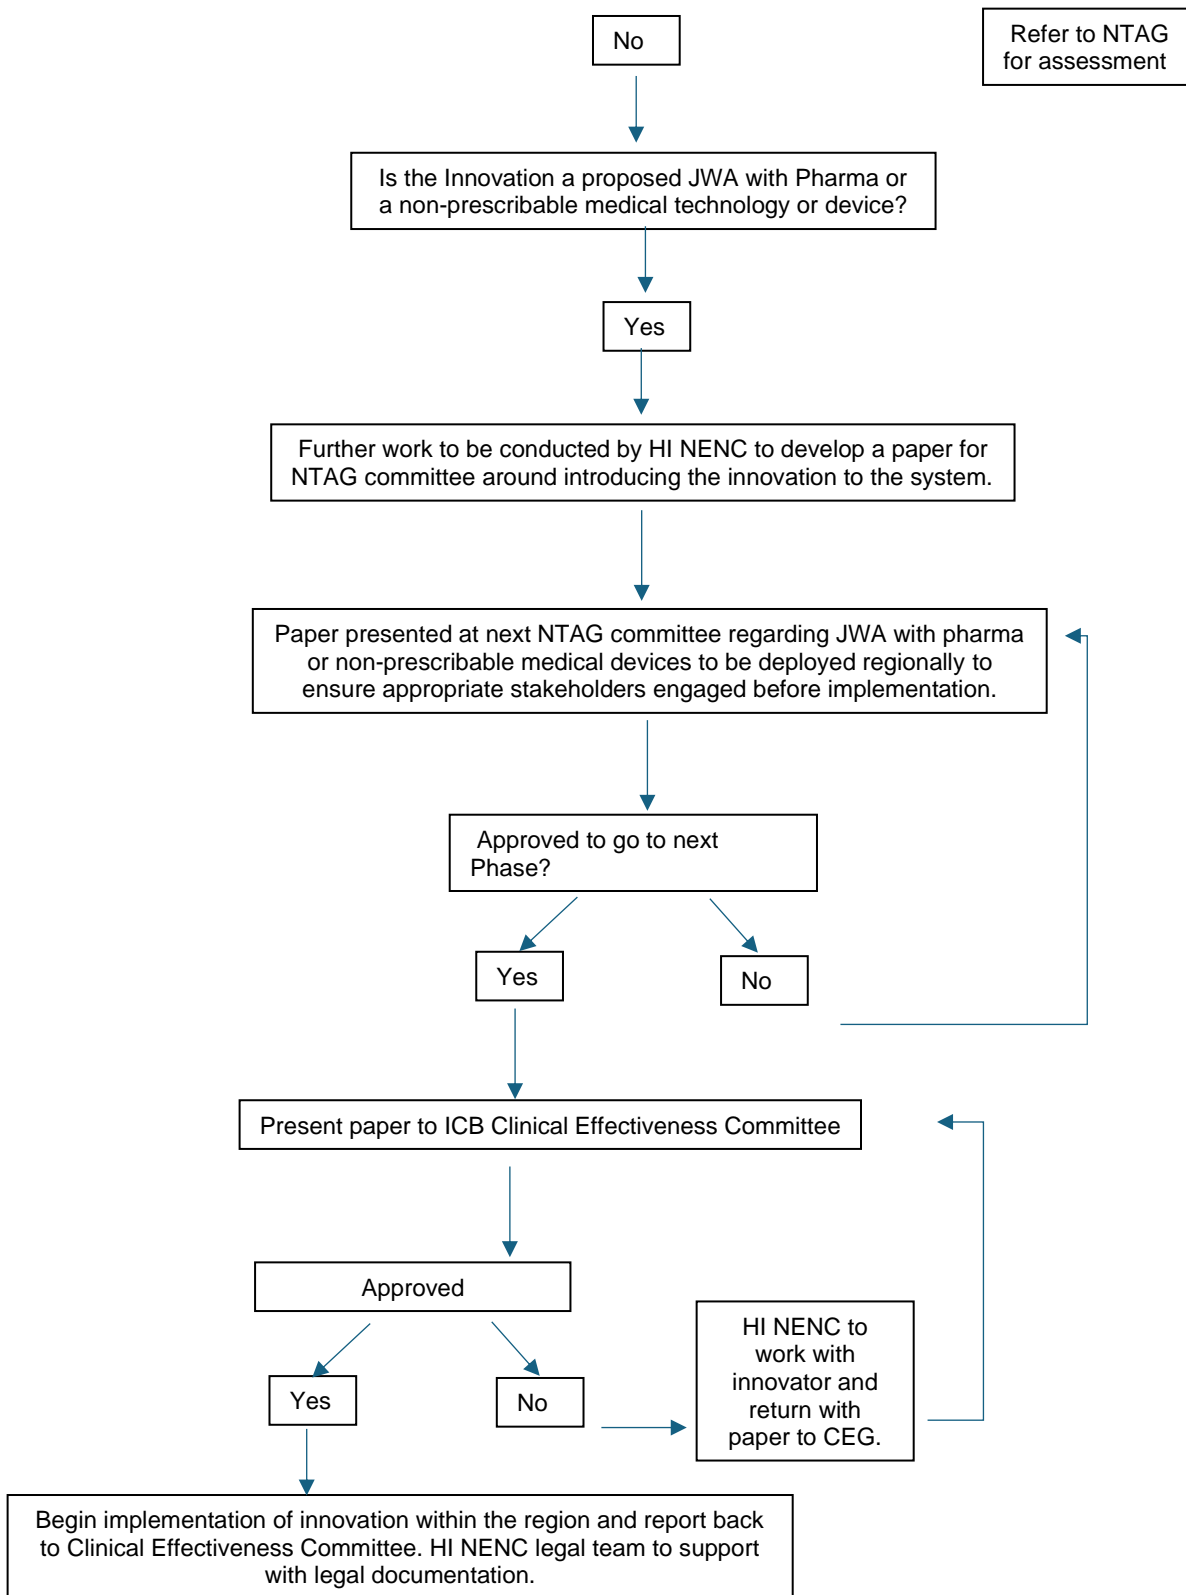 No
Refer to NTAG
for assessment
Is the Innovation a proposed JWA with Pharma or
a non-prescribable medical technology or device?
Yes
Further work to be conducted by HI NENC to develop a paper for
NTAG committee around introducing the innovation to the system.
Paper presented at next NTAG committee regarding JWA with pharma
or non-prescribable medical devices to be deployed regionally to
ensure appropriate stakeholders engaged before implementation.
Approved to go to next
Phase?
Yes
No
Present paper to ICB Clinical Effectiveness Committee
Approved
Yes
No
HI NENC to
work with
innovator and
return with
paper to CEG.
Begin implementation of innovation within the region and report back
to Clinical Effectiveness Committee. HI NENC legal team to support
with legal documentation.